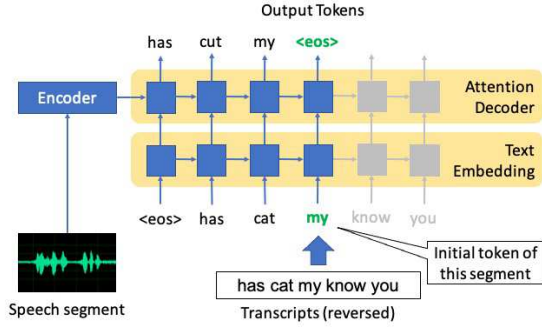 Output Tokens
has cut my <eos>
Encoder
Attention
Decoder
Text
Embedding
<eos> has cat my know you
Initial token of
this segment
has cat my know you
Speech segment
Transcripts (reversed)